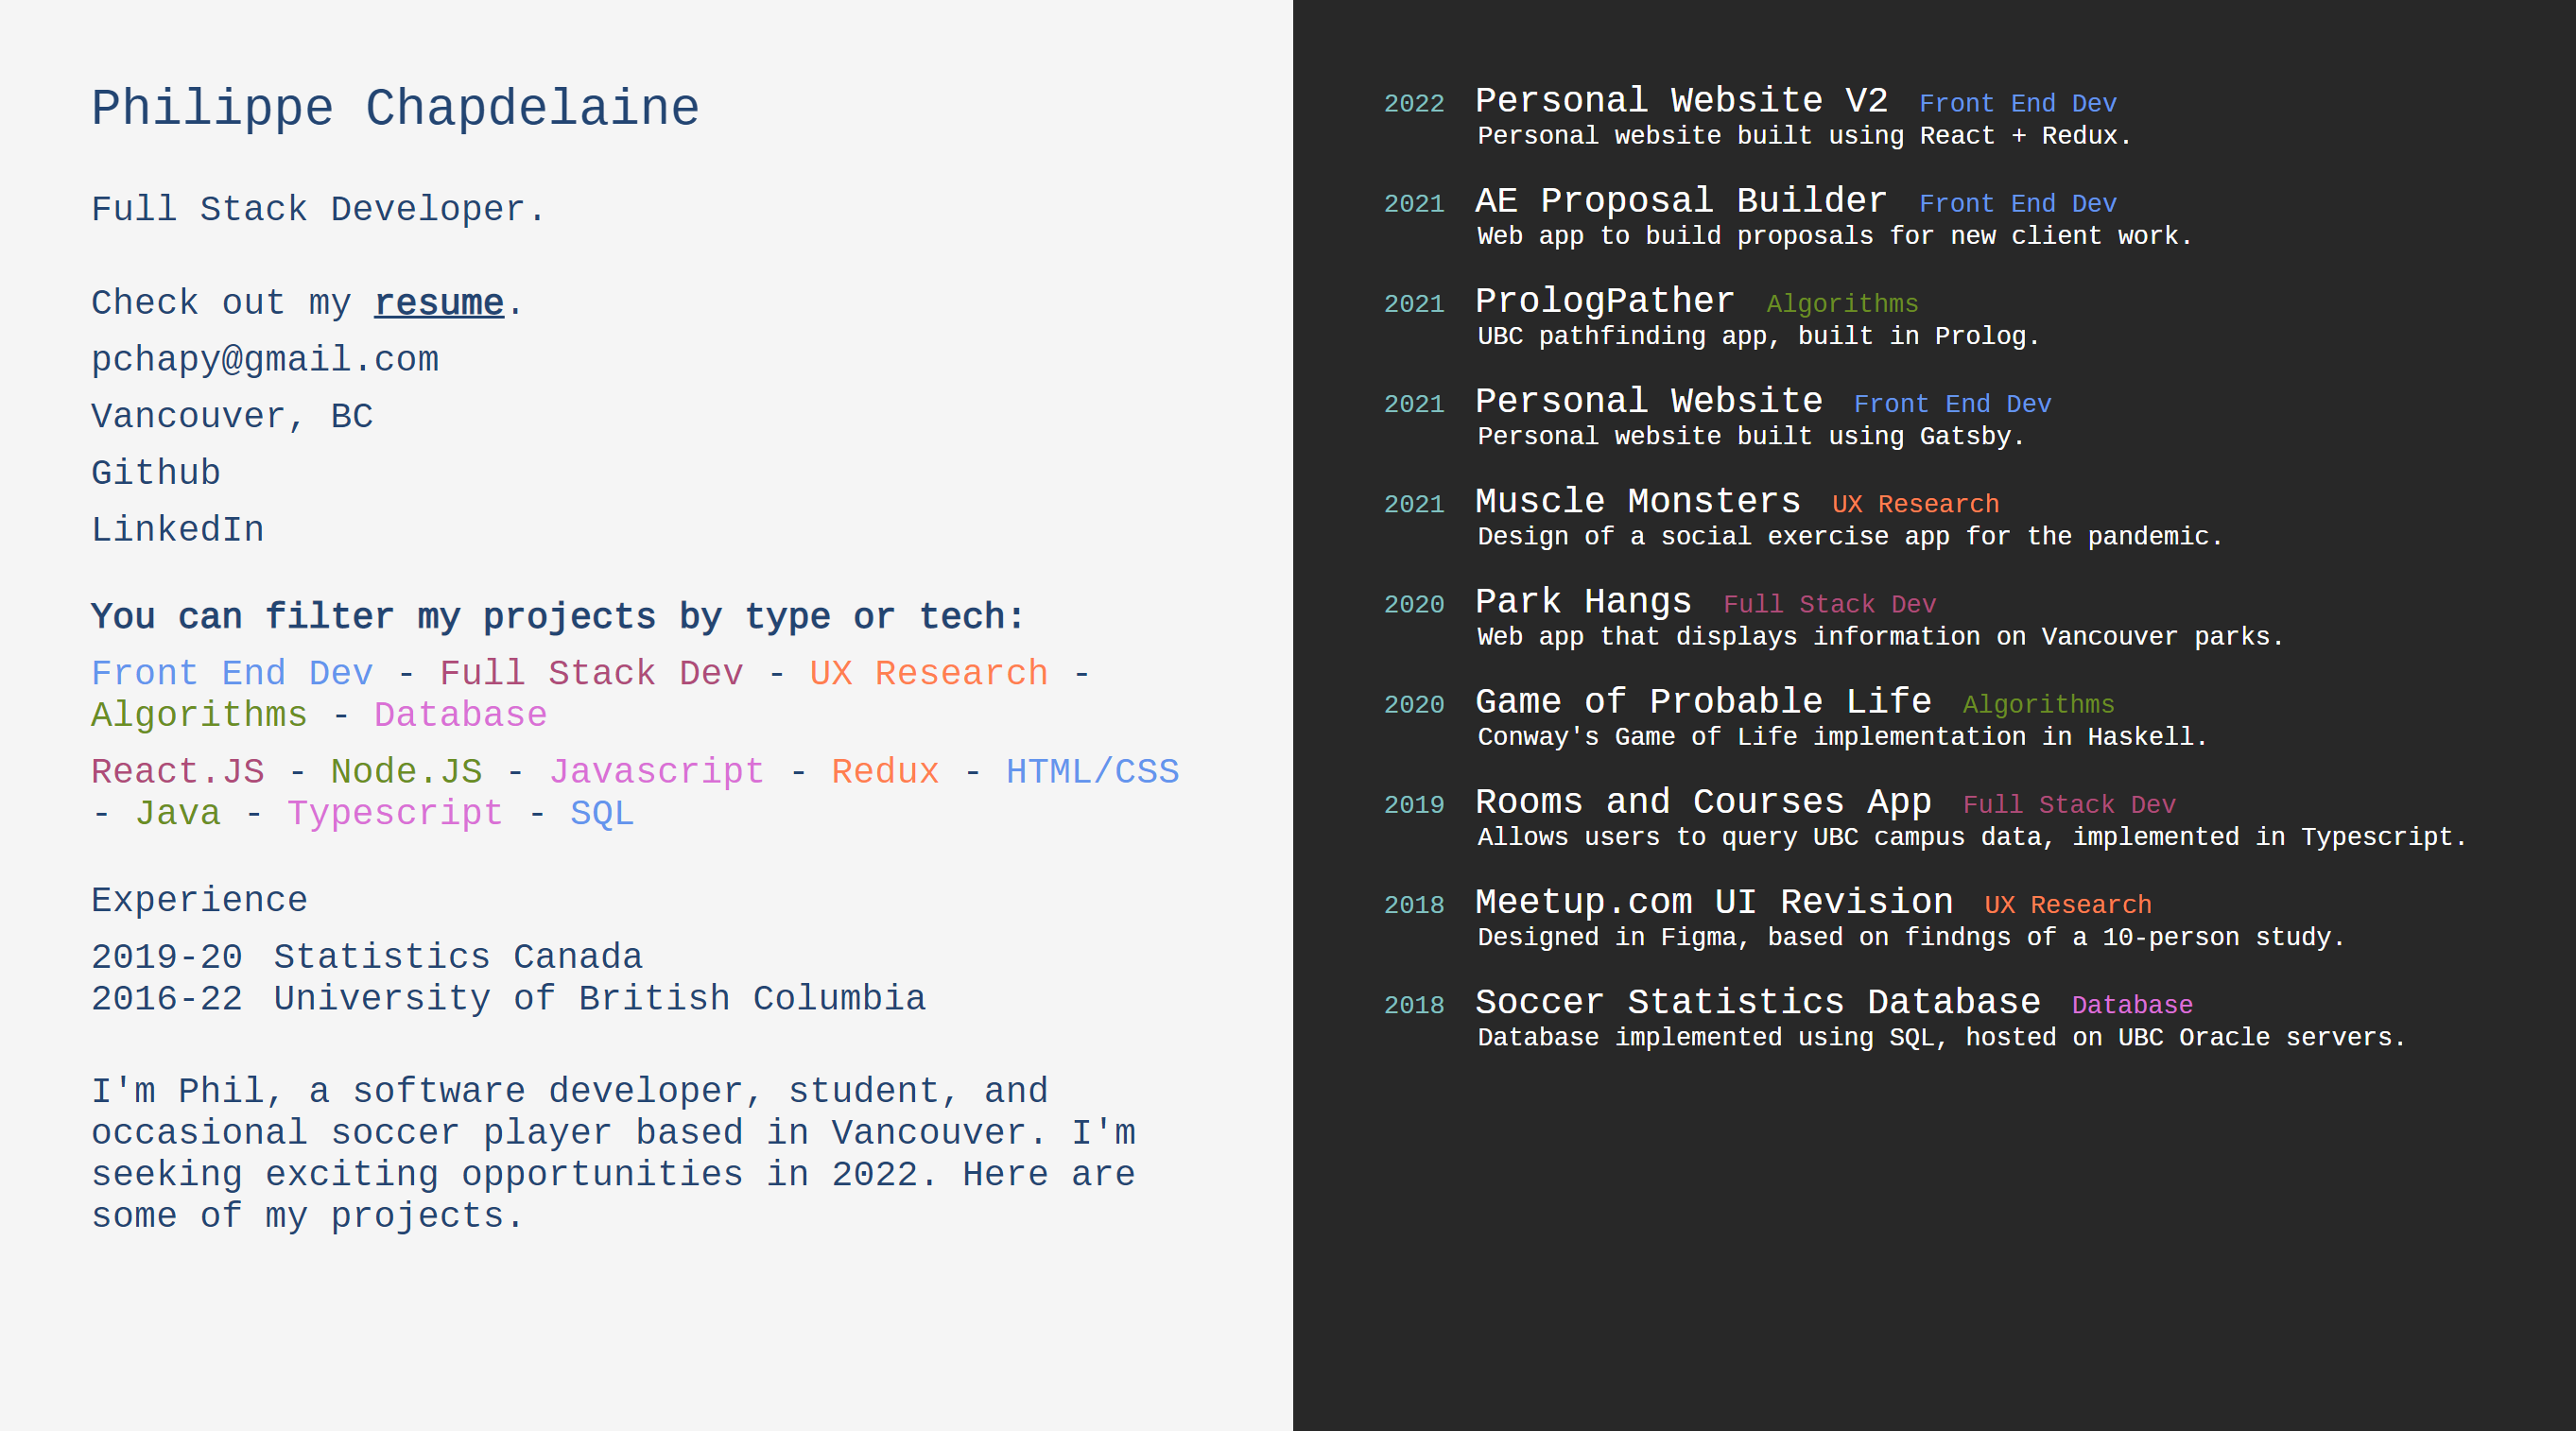 Philippe Chapdelaine
Full Stack Developer.
Check out my resume.
pchapy@gmail.com
Vancouver, BC
Github
LinkedIn
You can filter my projects by type or tech:
Front End Dev - Full Stack Dev - UX Research -
Algorithms - Database
React.JS - Node.JS - Javascript - Redux - HTML/CSS
- Java - Typescript - SQL
Experience
2019-20 Statistics Canada
2016-22 University of British Columbia
I'm Phil, a software developer, student, and
occasional soccer player based in Vancouver. I'm
seeking exciting opportunities in 2022. Here are
some of my projects.
2022 Personal Website V2 Front End Dev
Personal website built using React + Redux.
2021 AE Proposal Builder Front End Dev
Web app to build proposals for new client work.
2021 PrologPather Algorithms
UBC pathfinding app, built in Prolog.
2021 Personal Website Front End Dev
Personal website built using Gatsby.
2021 Muscle Monsters UX Research
Design of a social exercise app for the pandemic.
2020 Park Hangs Full Stack Dev
Web app that displays information on Vancouver parks.
2020 Game of Probable Life Algorithms
Conway's Game of Life implementation in Haskell.
2019 Rooms and Courses App Full Stack Dev
Allows users to query UBC campus data, implemented in Typescript.
2018 Meetup.com UI Revision UX Research
Designed in Figma, based on findngs of a 10-person study.
2018 Soccer Statistics Database Database
Database implemented using SQL, hosted on UBC Oracle servers.